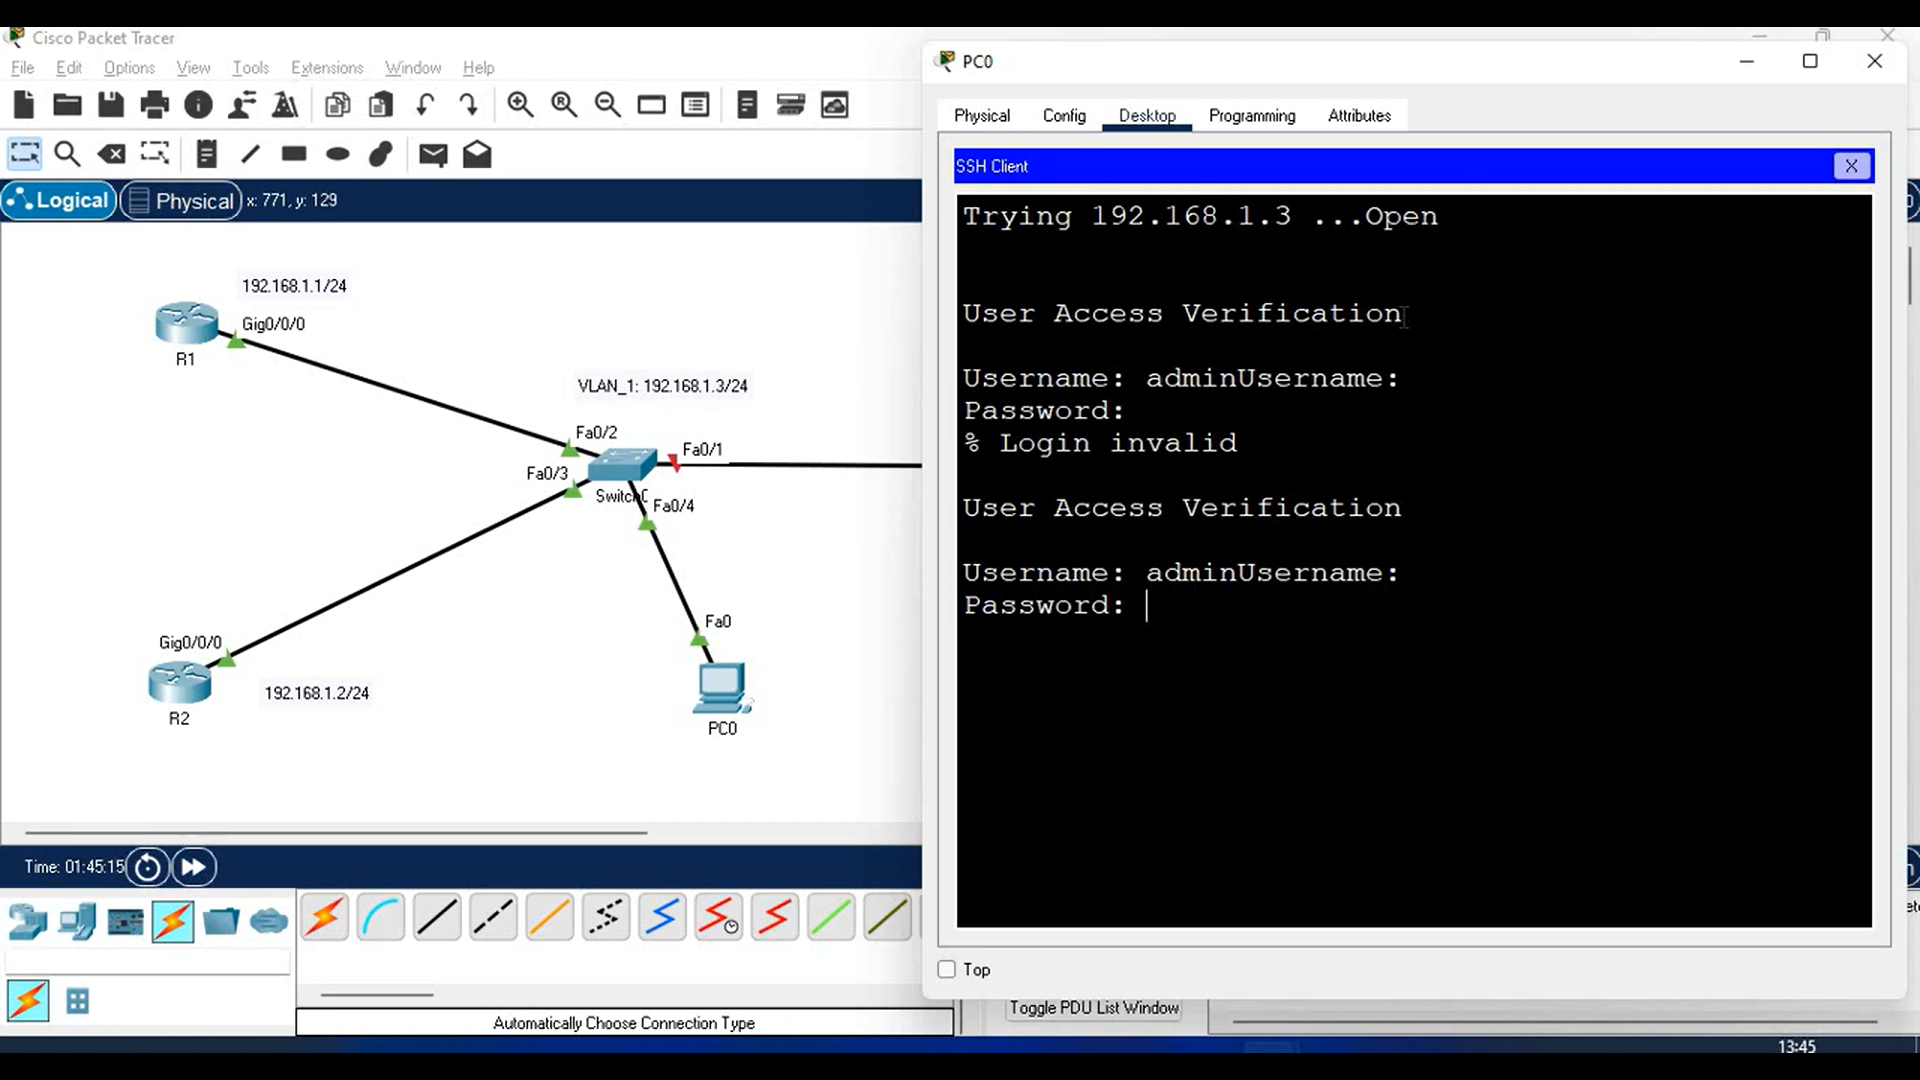 Cisco Packet Tracer
File Edit Options View Tools Extensions Window Help
Logical Physical x: 771, y: 129
192.168.1.1/24
Gig0/0/0
R1
VLAN_1: 192.168.1.3/24
Fa0/2
Fa0/1
Fa0/3
Fa0/4
Fa0
Gig0/0/0
192.168.1.2/24
R2
PC0
Time: 01:45:15
Automatically Choose Connection Type
PC0
Physical Config Desktop Programming Attributes
SSH Client X
Trying 192.168.1.3 ...Open
User Access Verification
Username: adminUsername:
Password:
% Login invalid
User Access Verification
Username: adminUsername:
Password:
Top
Toggle PDU List Window
13:45